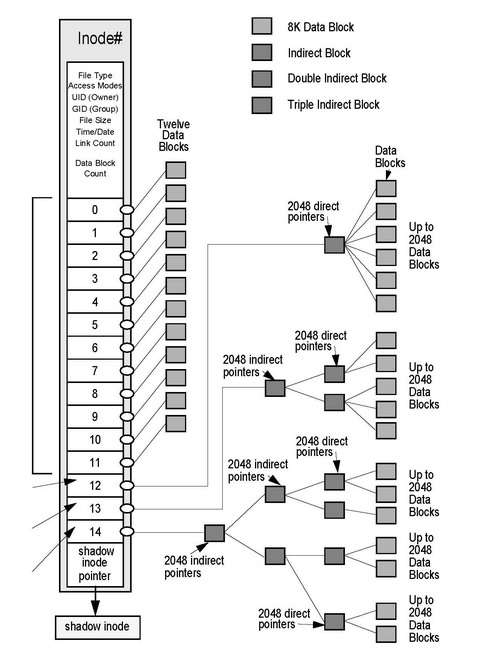 Inode#
File Type
Access Modes
UID (Owner)
GID (Group)
File Size
Time/Date
Link Count
Data Block
Count
0
1
2
3
4
5
6
7
8
9
10
11
12
13
14
shadow
inode
pointer
shadow inode
Twelve
Data
Blocks
8K Data Block
Indirect Block
Double Indirect Block
Triple Indirect Block
Data
Blocks
2048 direct
pointers
Up to
2048
Data
Blocks
2048 indirect
pointers
2048 direct
pointers
Up to
2048
Data
Blocks
2048 indirect
pointers
2048 direct
pointers
Up to
2048
Data
Blocks
2048 indirect
pointers
Up to
2048
Data
Blocks
2048 direct
pointers
Up to
2048
Data
Blocks